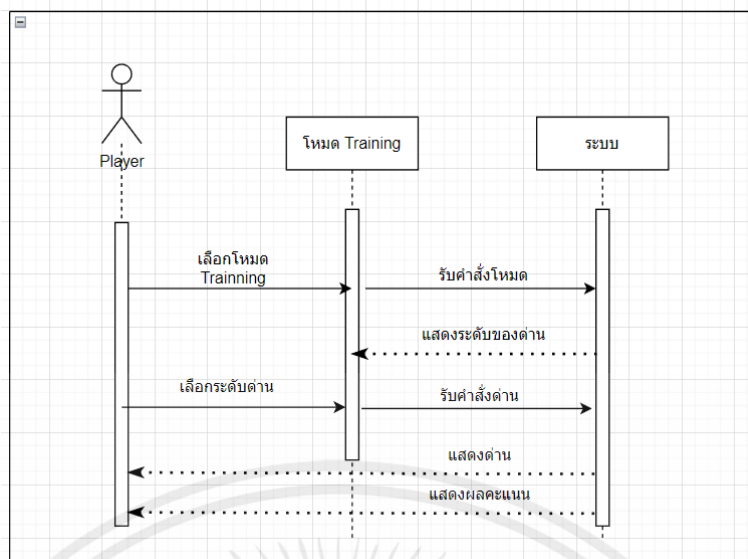 Player
โหมด Training
ระบบ
เลือกโหมด
Trainning
รับคำสั่งโหมด
แสดงระดับของด่าน
เลือกระดับด่าน
รับคำสั่งด่าน
แสดงด่าน
แสดงผลคะแนน